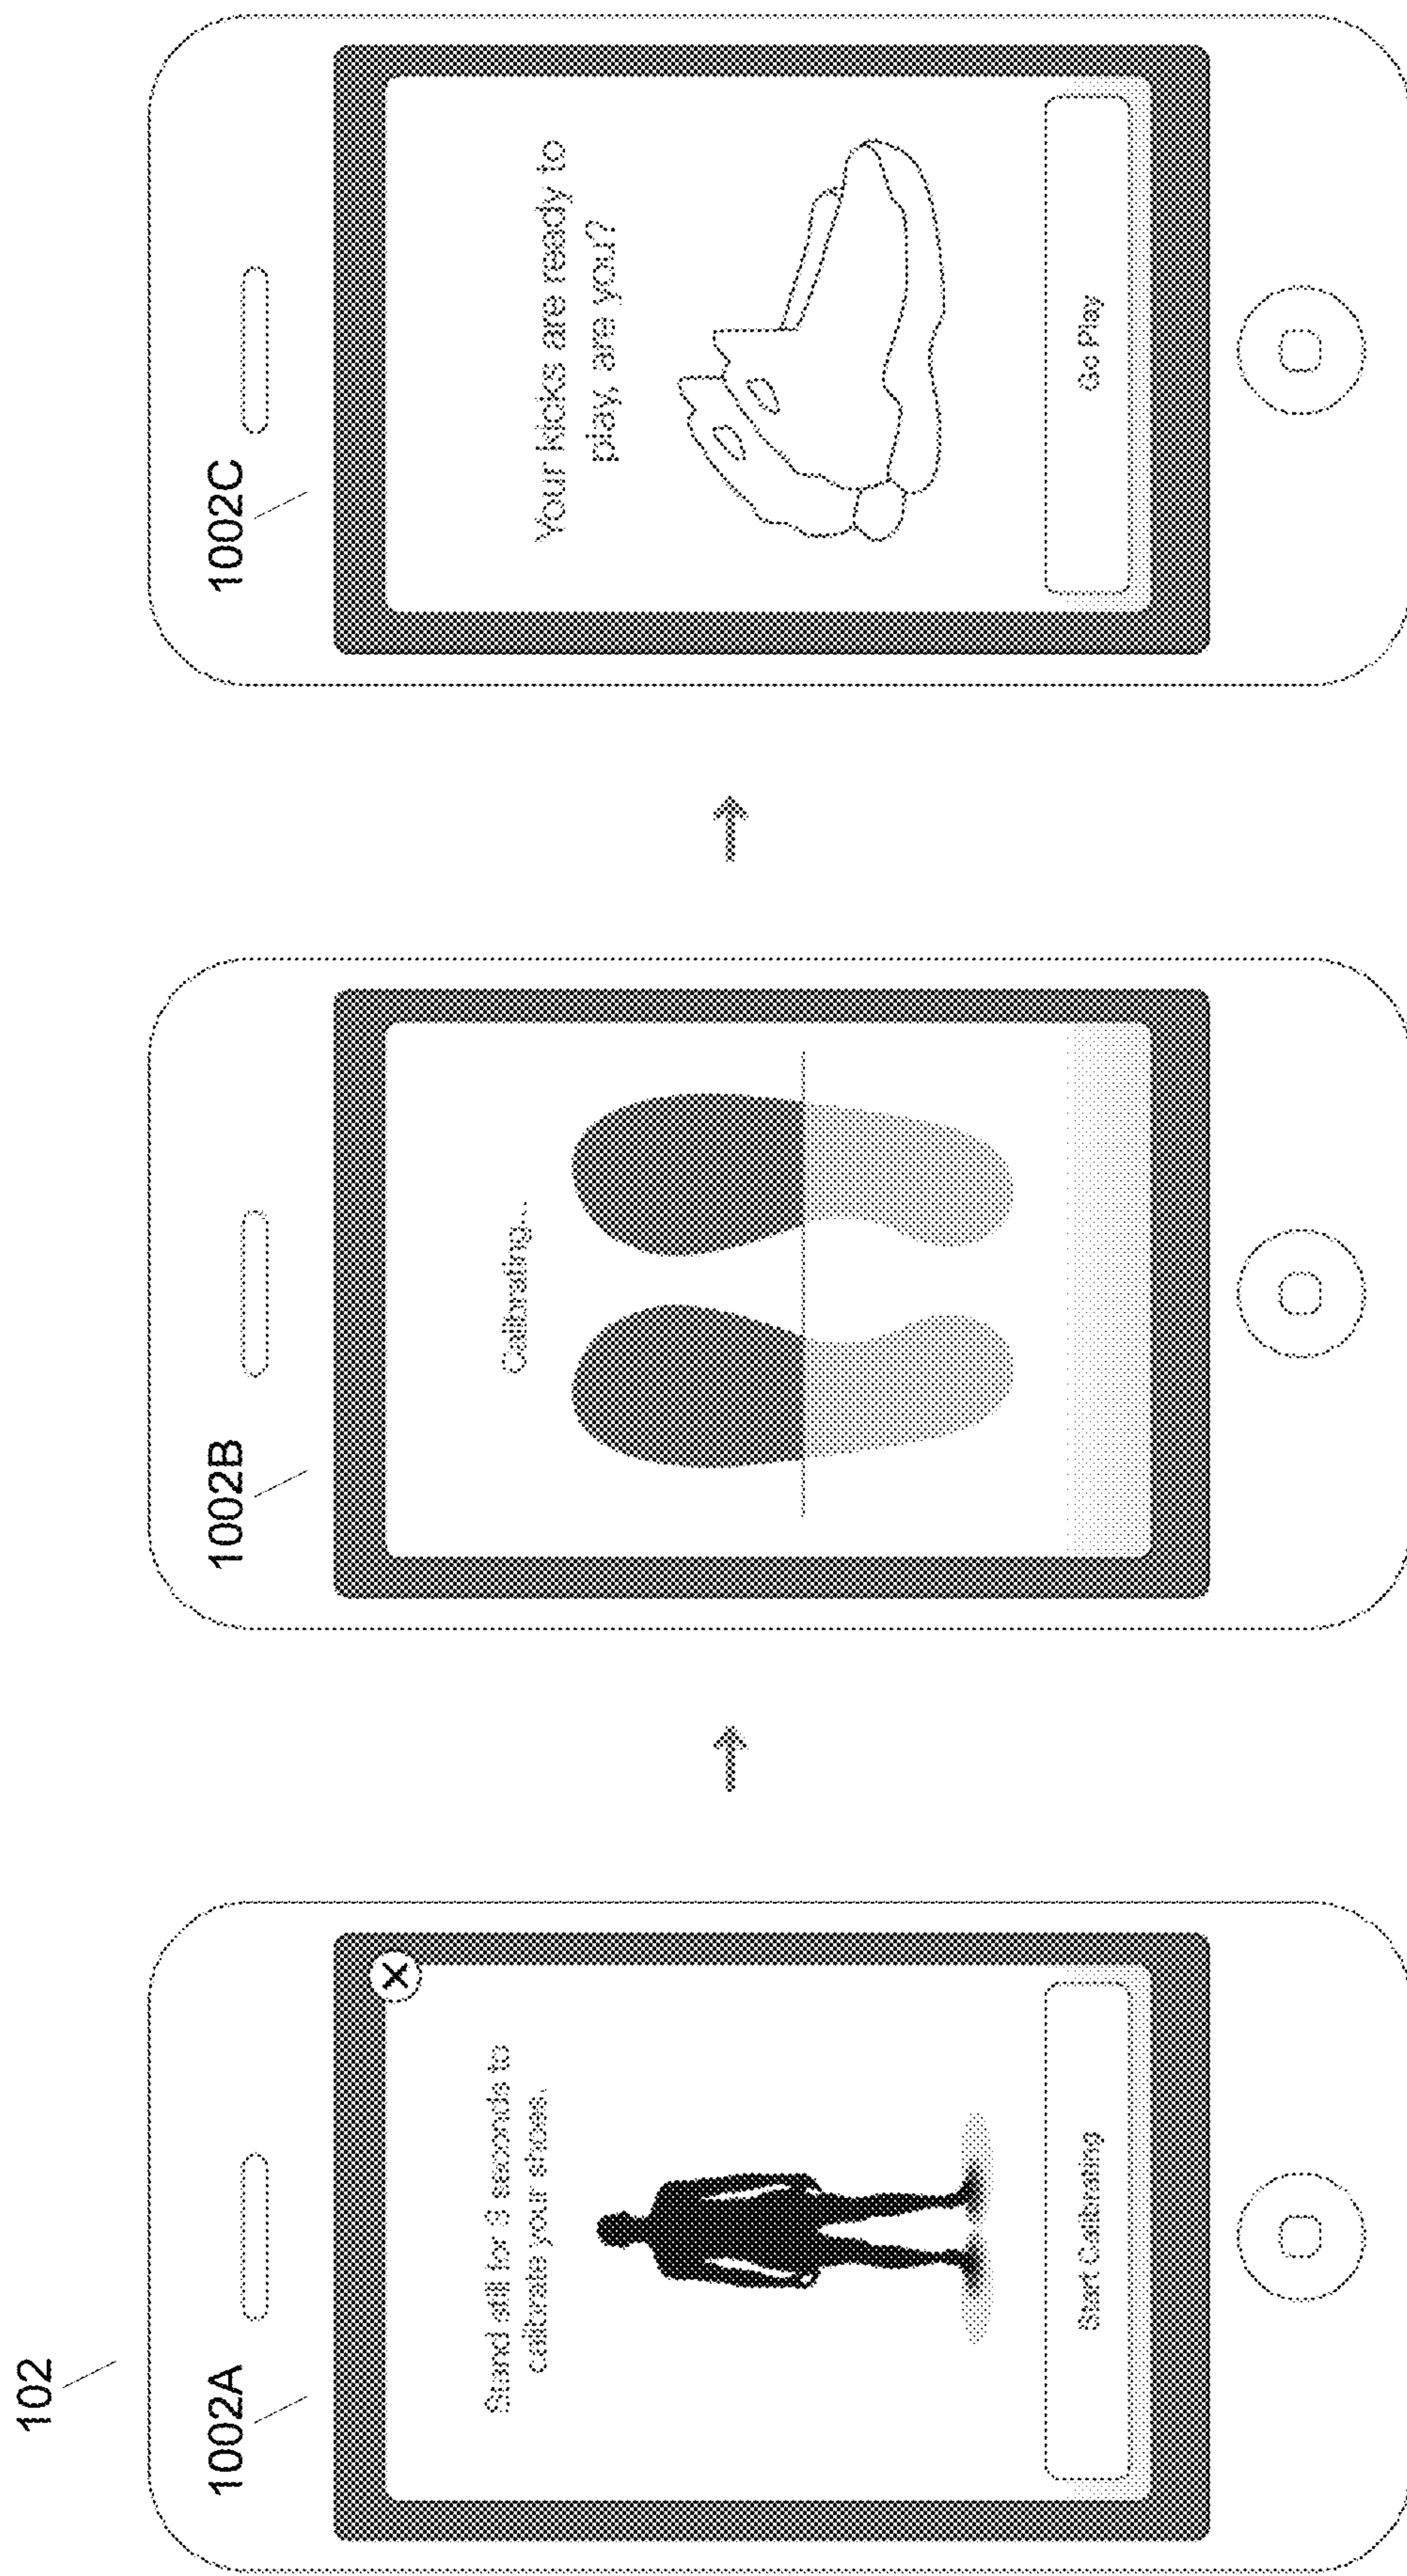 102
1002A
Stand still for 3 seconds to
calibrate your shoes.
Start Calibrating
1002B
Calibrating...
1002C
Your kicks are ready to
play, are you?
Go Play